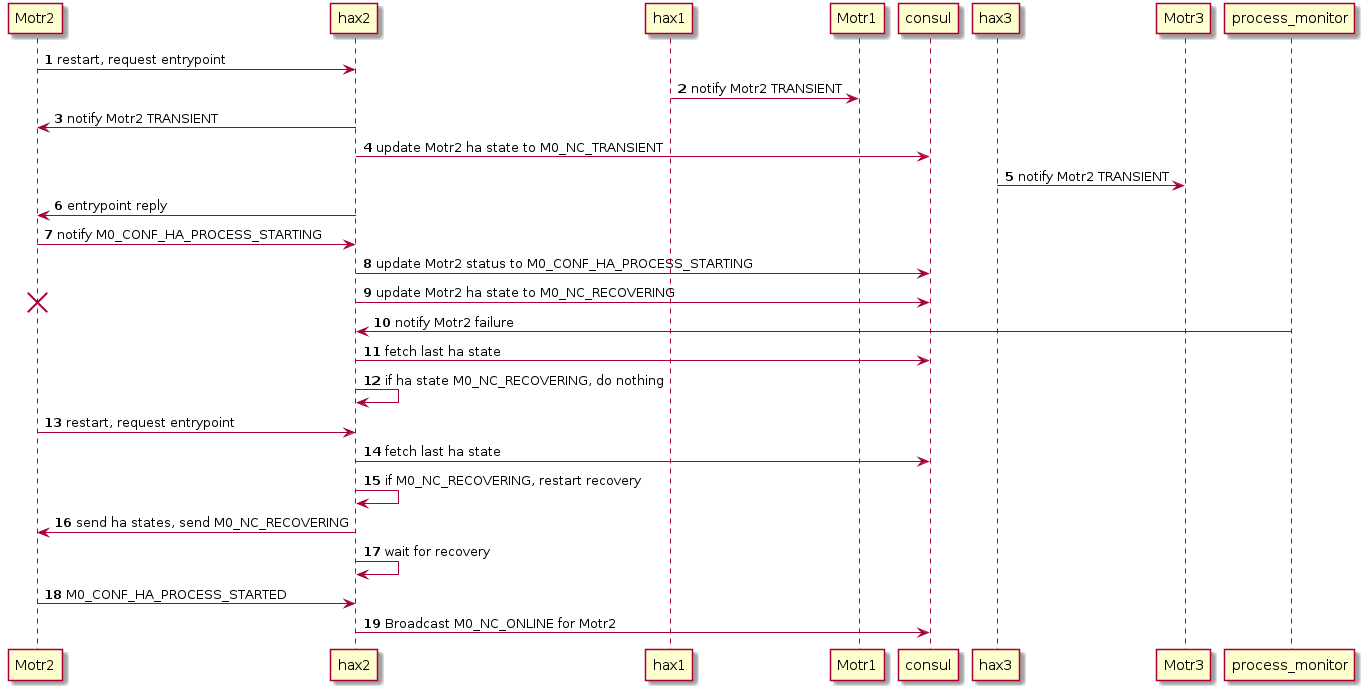 Motr2 hax2 hax1 Motr1 consul hax3 Motr3 process_monitor
1 restart, request entrypoint
2 notify Motr2 TRANSIENT
3 notify Motr2 TRANSIENT
4 update Motr2 ha state to M0_NC_TRANSIENT
5 notify Motr2 TRANSIENT
6 entrypoint reply
7 notify M0_CONF_HA_PROCESS_STARTING
8 update Motr2 status to M0_CONF_HA_PROCESS_STARTING
9 update Motr2 ha state to M0_NC_RECOVERING
10 notify Motr2 failure
11 fetch last ha state
12 if ha state M0_NC_RECOVERING, do nothing
13 restart, request entrypoint
14 fetch last ha state
15 if M0_NC_RECOVERING, restart recovery
16 send ha states, send M0_NC_RECOVERING
17 wait for recovery
18 M0_CONF_HA_PROCESS_STARTED
19 Broadcast M0_NC_ONLINE for Motr2
Motr2 hax2 hax1 Motr1 consul hax3 Motr3 process_monitor